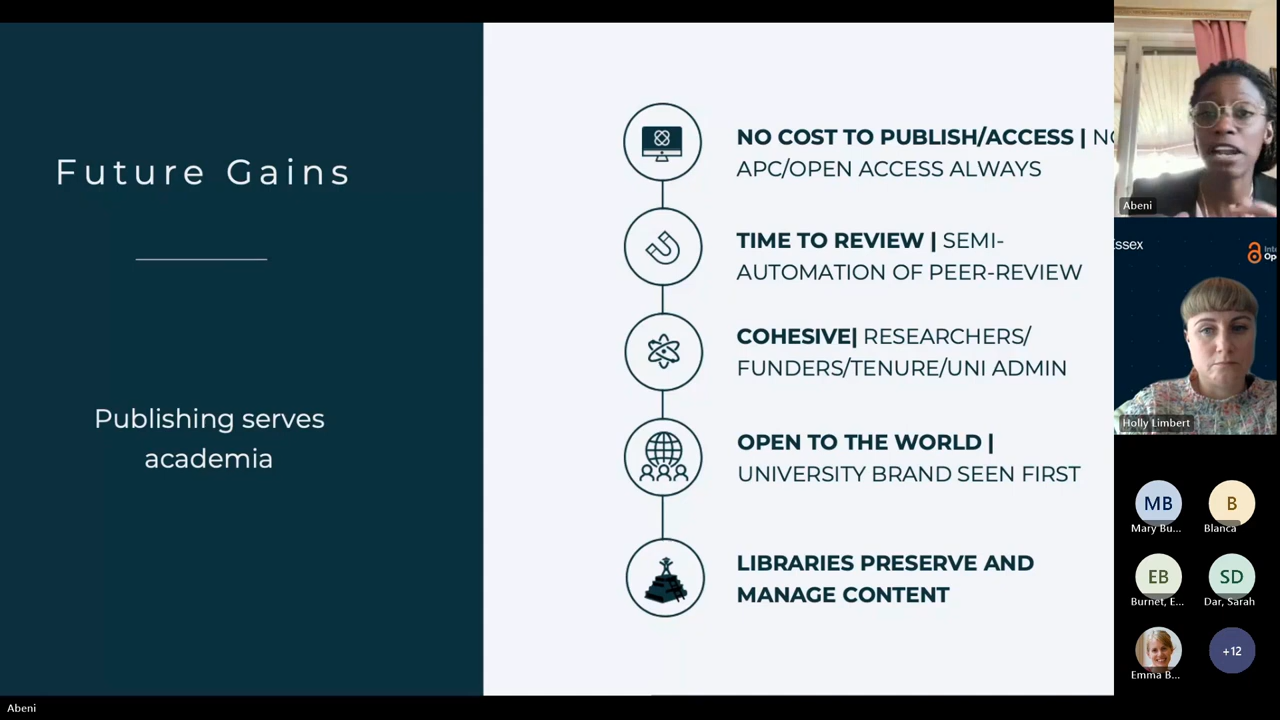 Future Gains
Publishing serves
academia
NO COST TO PUBLISH/ACCESS |
APC/OPEN ACCESS ALWAYS
TIME TO REVIEW | SEMI-
AUTOMATION OF PEER-REVIEW
COHESIVE| RESEARCHERS/
FUNDERS/TENURE/UNI ADMIN
OPEN TO THE WORLD |
UNIVERSITY BRAND SEEN FIRST
LIBRARIES PRESERVE AND
MANAGE CONTENT
Abeni
Holly Limbert
MB
Mary Bu...
B
Blanca
EB
Burnet, E...
SD
Dar, Sarah
Emma B...
+12
Abeni